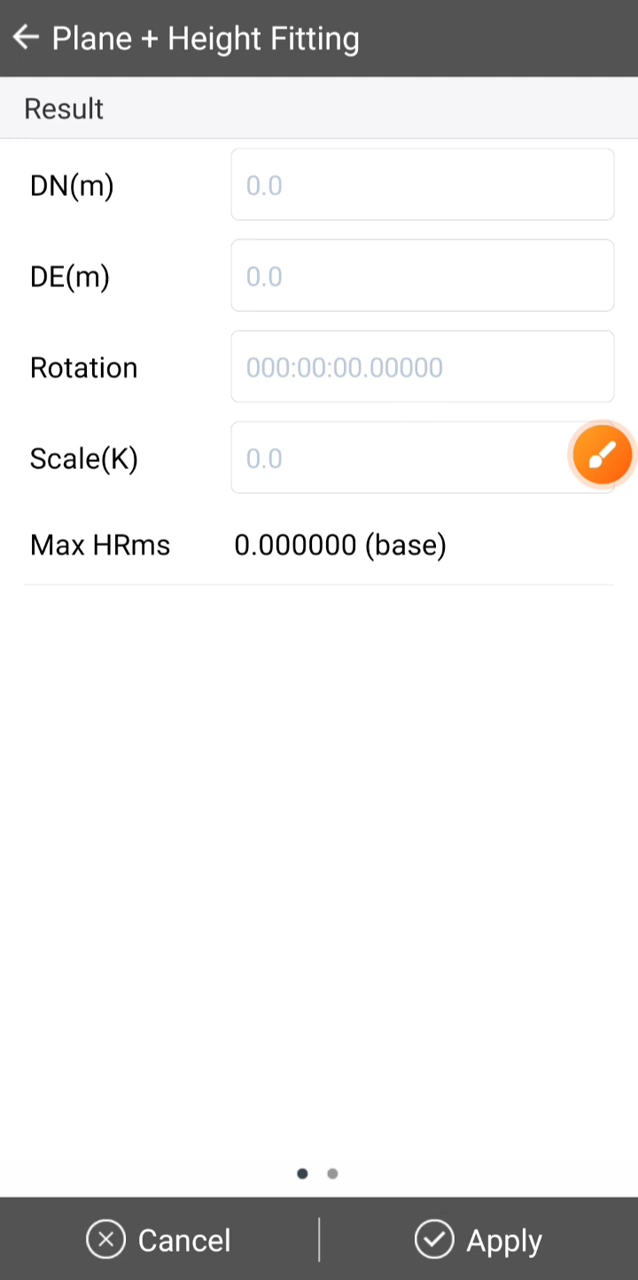 Plane + Height Fitting
Result
DN(m) 0.0
DE(m) 0.0
Rotation 000:00:00.00000
Scale(K) 0.0
Max HRms 0.000000 (base)
Cancel Apply